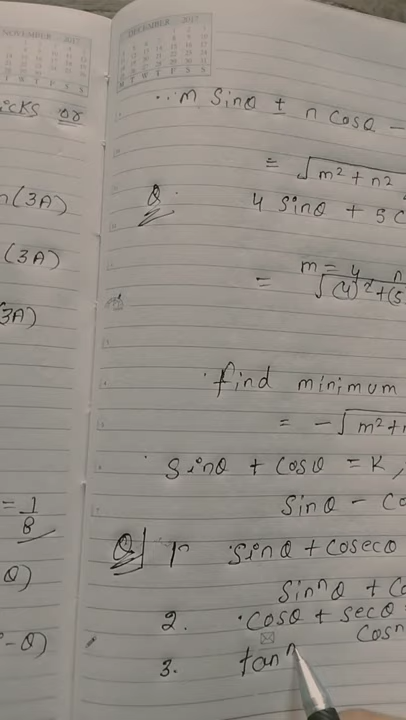 NOVEMBER 2017
DECEMBER 2017
M T W T F S S
icks or
n(3A)
(3A)
3A)
= 1/8
θ)
°-θ)
∵ m sinθ ± n cosθ -
= √m² + n²
Q.
4 sinθ + 5 c
m = 4 n
= √(4)² + (5
find minimum
= -√m² + n
sinθ + cosθ = K,
sinθ - co
Q 1. sinθ + cosecθ
sinⁿθ + co
2. cosθ + secθ
cosⁿ
3. tanⁿ